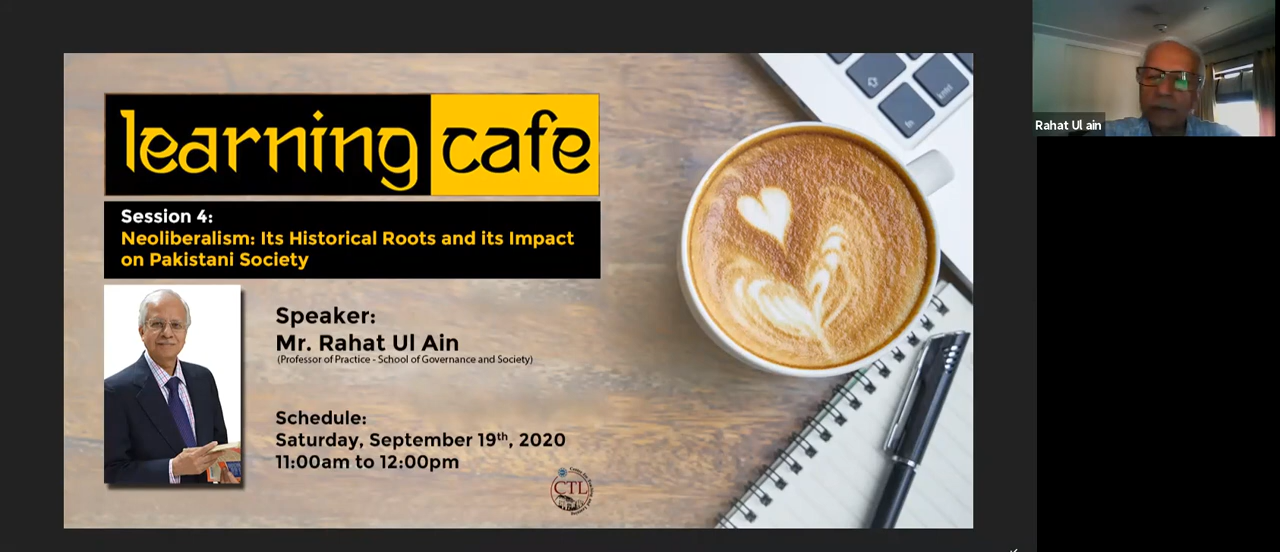 learning cafe
Session 4:
Neoliberalism: Its Historical Roots and its Impact
on Pakistani Society
Speaker:
Mr. Rahat Ul Ain
(Professor of Practice - School of Governance and Society)
Schedule:
Saturday, September 19th, 2020
11:00am to 12:00pm
CTL
Rahat Ul ain
fn